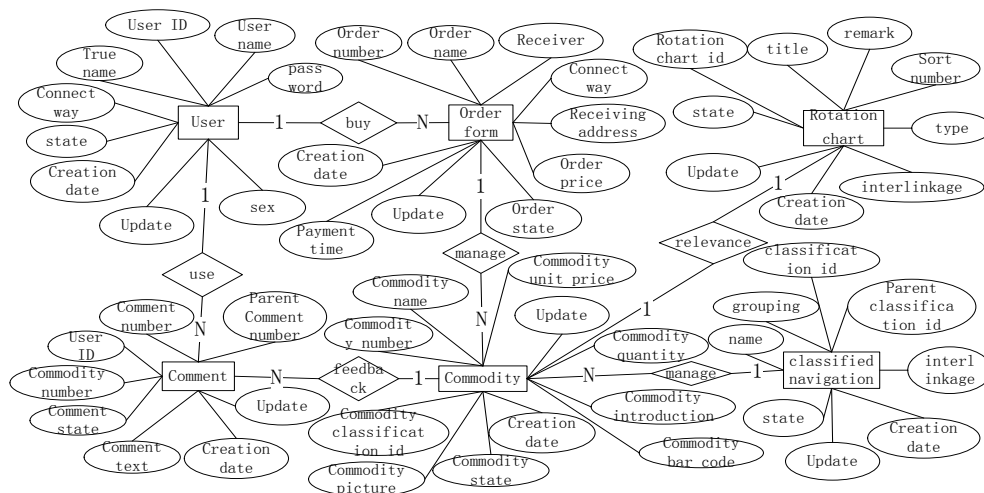 User ID
User
name
True
name
pass
word
Connect
way
User
state
Creation
date
Update
sex
1
buy
N
Order
number
Order
name
Receiver
Connect
way
Order
form
Receiving
address
Creation
date
Order
price
Update
Payment
time
Order
state
Rotation
chart id
title
remark
Sort
number
state
Rotation
chart
type
Update
interlinkage
Creation
date
1
use
N
1
manage
N
1
relevance
1
Comment
number
Parent
Comment
number
User
ID
Commodity
number
Comment
Comment
state
Update
Comment
text
Creation
date
N
feedba
ck
1
Commodity
name
Commodity
unit price
Commodit
y number
Update
Commodity
quantity
Commodity
Commodity
introduction
Commodity
classificat
ion id
Creation
date
Commodity
picture
Commodity
state
Commodity
bar code
N
manage
1
classificat
ion id
grouping
Parent
classifica
tion id
name
classified
navigation
interl
inkage
state
Creation
date
Update